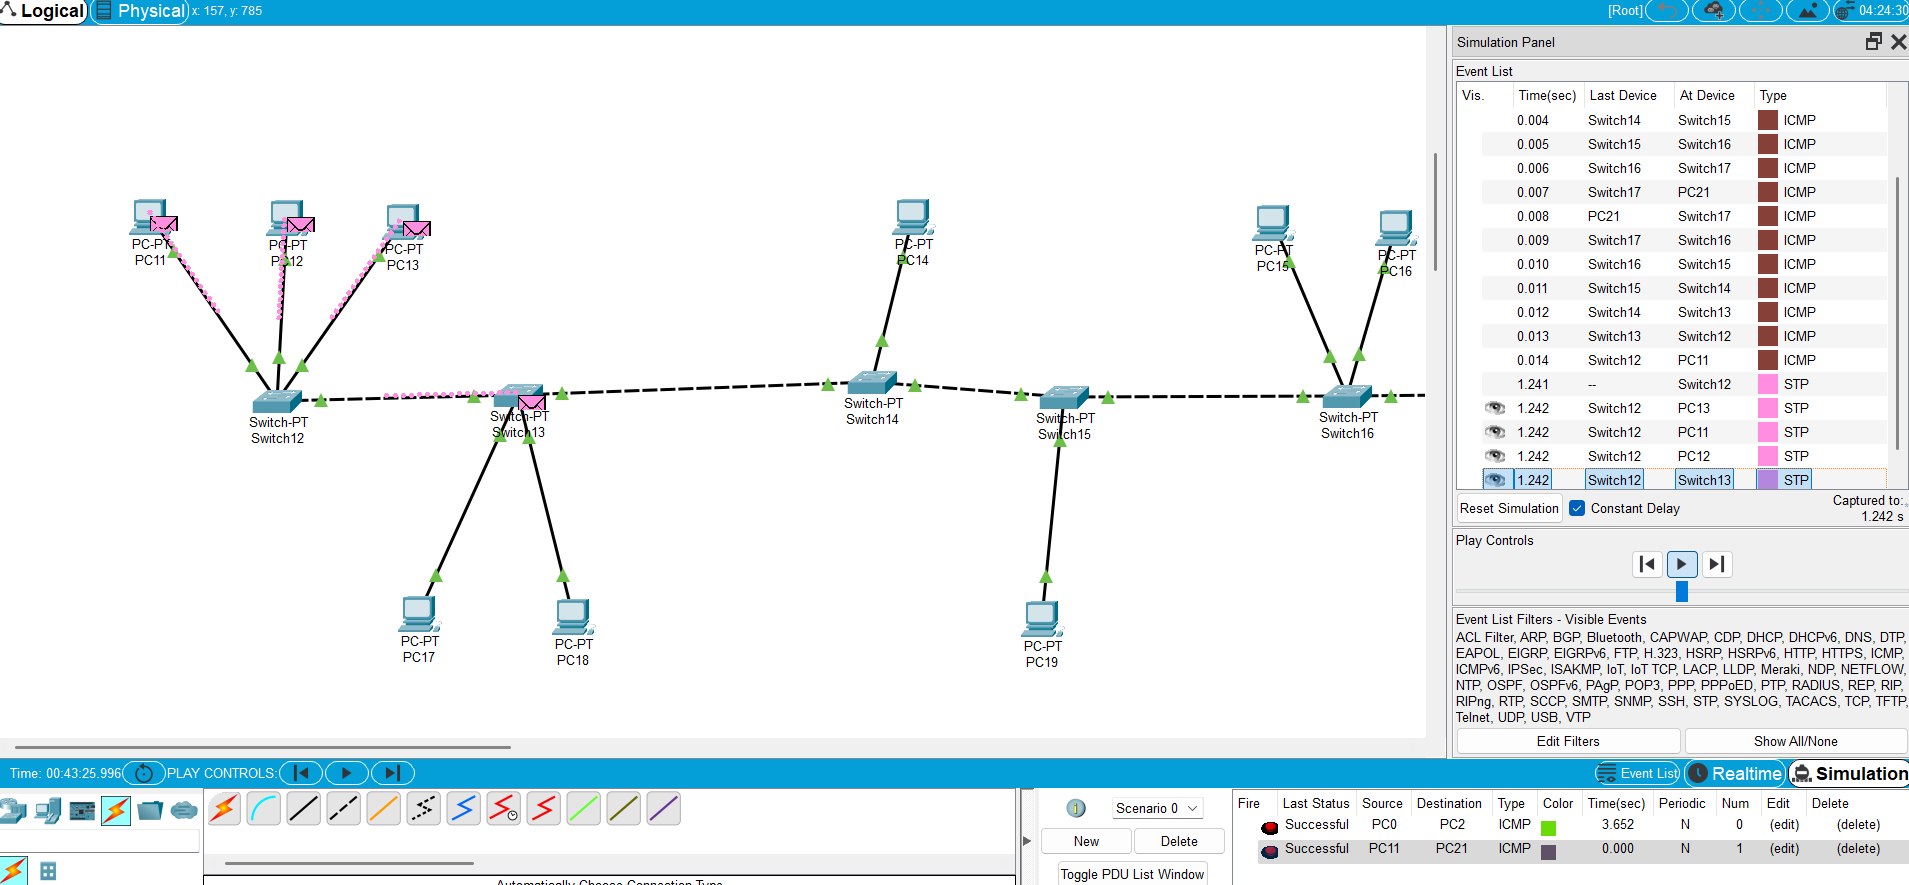 Logical
Physical
x: 157, y: 785
[Root]
04:24:30
PC-PT
PC11
PC-PT
PC12
PC-PT
PC13
PC-PT
PC14
PC-PT
PC15
PC-PT
PC16
Switch-PT
Switch12
Switch-PT
Switch13
Switch-PT
Switch14
Switch-PT
Switch15
Switch-PT
Switch16
PC-PT
PC17
PC-PT
PC18
PC-PT
PC19
Simulation Panel
Event List
Vis. Time(sec) Last Device At Device Type
0.004 Switch14 Switch15 ICMP
0.005 Switch15 Switch16 ICMP
0.006 Switch16 Switch17 ICMP
0.007 Switch17 PC21 ICMP
0.008 PC21 Switch17 ICMP
0.009 Switch17 Switch16 ICMP
0.010 Switch16 Switch15 ICMP
0.011 Switch15 Switch14 ICMP
0.012 Switch14 Switch13 ICMP
0.013 Switch13 Switch12 ICMP
0.014 Switch12 PC11 ICMP
1.241 -- Switch12 STP
1.242 Switch12 PC13 STP
1.242 Switch12 PC11 STP
1.242 Switch12 PC12 STP
1.242 Switch12 Switch13 STP
Reset Simulation Constant Delay
Captured to:
1.242 s
Play Controls
Event List Filters - Visible Events
ACL Filter, ARP, BGP, Bluetooth, CAPWAP, CDP, DHCP, DHCPv6, DNS, DTP,
EAPOL, EIGRP, EIGRPv6, FTP, H.323, HSRP, HSRPv6, HTTP, HTTPS, ICMP,
ICMPv6, IPSec, ISAKMP, IoT, IoT TCP, LACP, LLDP, Meraki, NDP, NETFLOW,
NTP, OSPF, OSPFv6, PAgP, POP3, PPP, PPPoED, PTP, RADIUS, REP, RIP,
RIPng, RTP, SCCP, SMTP, SNMP, SSH, STP, SYSLOG, TACACS, TCP, TFTP,
Telnet, UDP, USB, VTP
Edit Filters
Show All/None
Time: 00:43:25.996
PLAY CONTROLS:
Event List
Realtime
Simulation
Automatically Choose Connection Type
Scenario 0
New
Delete
Toggle PDU List Window
Fire Last Status Source Destination Type Color Time(sec) Periodic Num Edit Delete
Successful PC0 PC2 ICMP 3.652 N 0 (edit) (delete)
Successful PC11 PC21 ICMP 0.000 N 1 (edit) (delete)